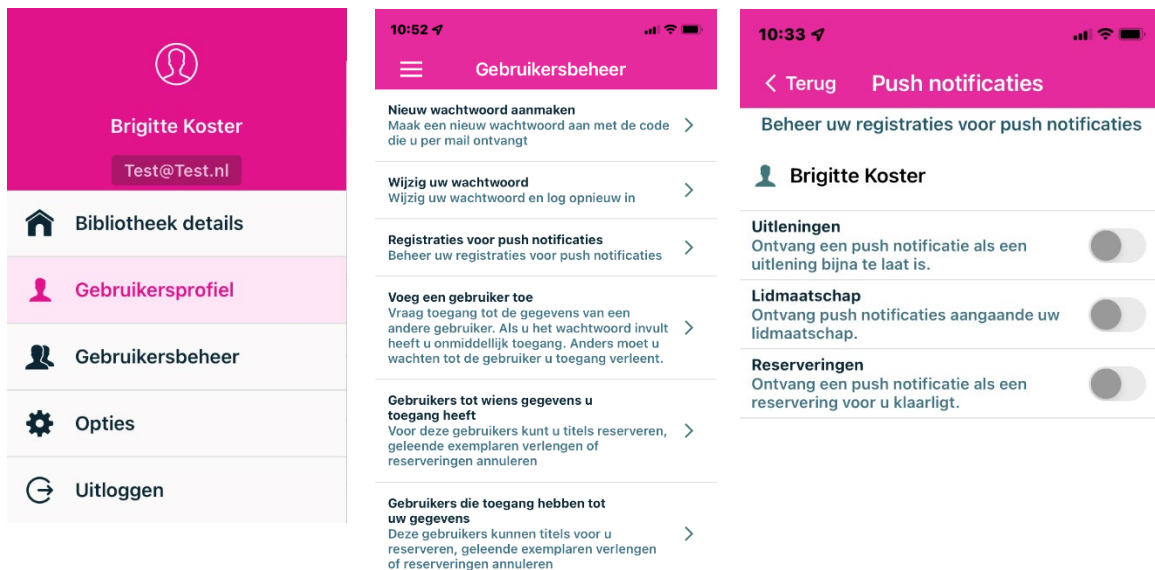 Brigitte Koster
Test@Test.nl
Bibliotheek details
Gebruikersprofiel
Gebruikersbeheer
Opties
Uitloggen
10:52
Gebruikersbeheer
Nieuw wachtwoord aanmaken
Maak een nieuw wachtwoord aan met de code
die u per mail ontvangt
Wijzig uw wachtwoord
Wijzig uw wachtwoord en log opnieuw in
Registraties voor push notificaties
Beheer uw registraties voor push notificaties
Voeg een gebruiker toe
Vraag toegang tot de gegevens van een
andere gebruiker. Als u het wachtwoord invult
heeft u onmiddellijk toegang. Anders moet u
wachten tot de gebruiker u toegang verleent.
Gebruikers tot wiens gegevens u
toegang heeft
Voor deze gebruikers kunt u titels reserveren,
geleende exemplaren verlengen of
reserveringen annuleren
Gebruikers die toegang hebben tot
uw gegevens
Deze gebruikers kunnen titels voor u
reserveren, geleende exemplaren verlengen
of reserveringen annuleren
10:33
Terug Push notificaties
Beheer uw registraties voor push notificaties
Brigitte Koster
Uitleningen
Ontvang een push notificatie als een
uitlening bijna te laat is.
Lidmaatschap
Ontvang push notificaties aangaande uw
lidmaatschap.
Reserveringen
Ontvang een push notificatie als een
reservering voor u klaarligt.